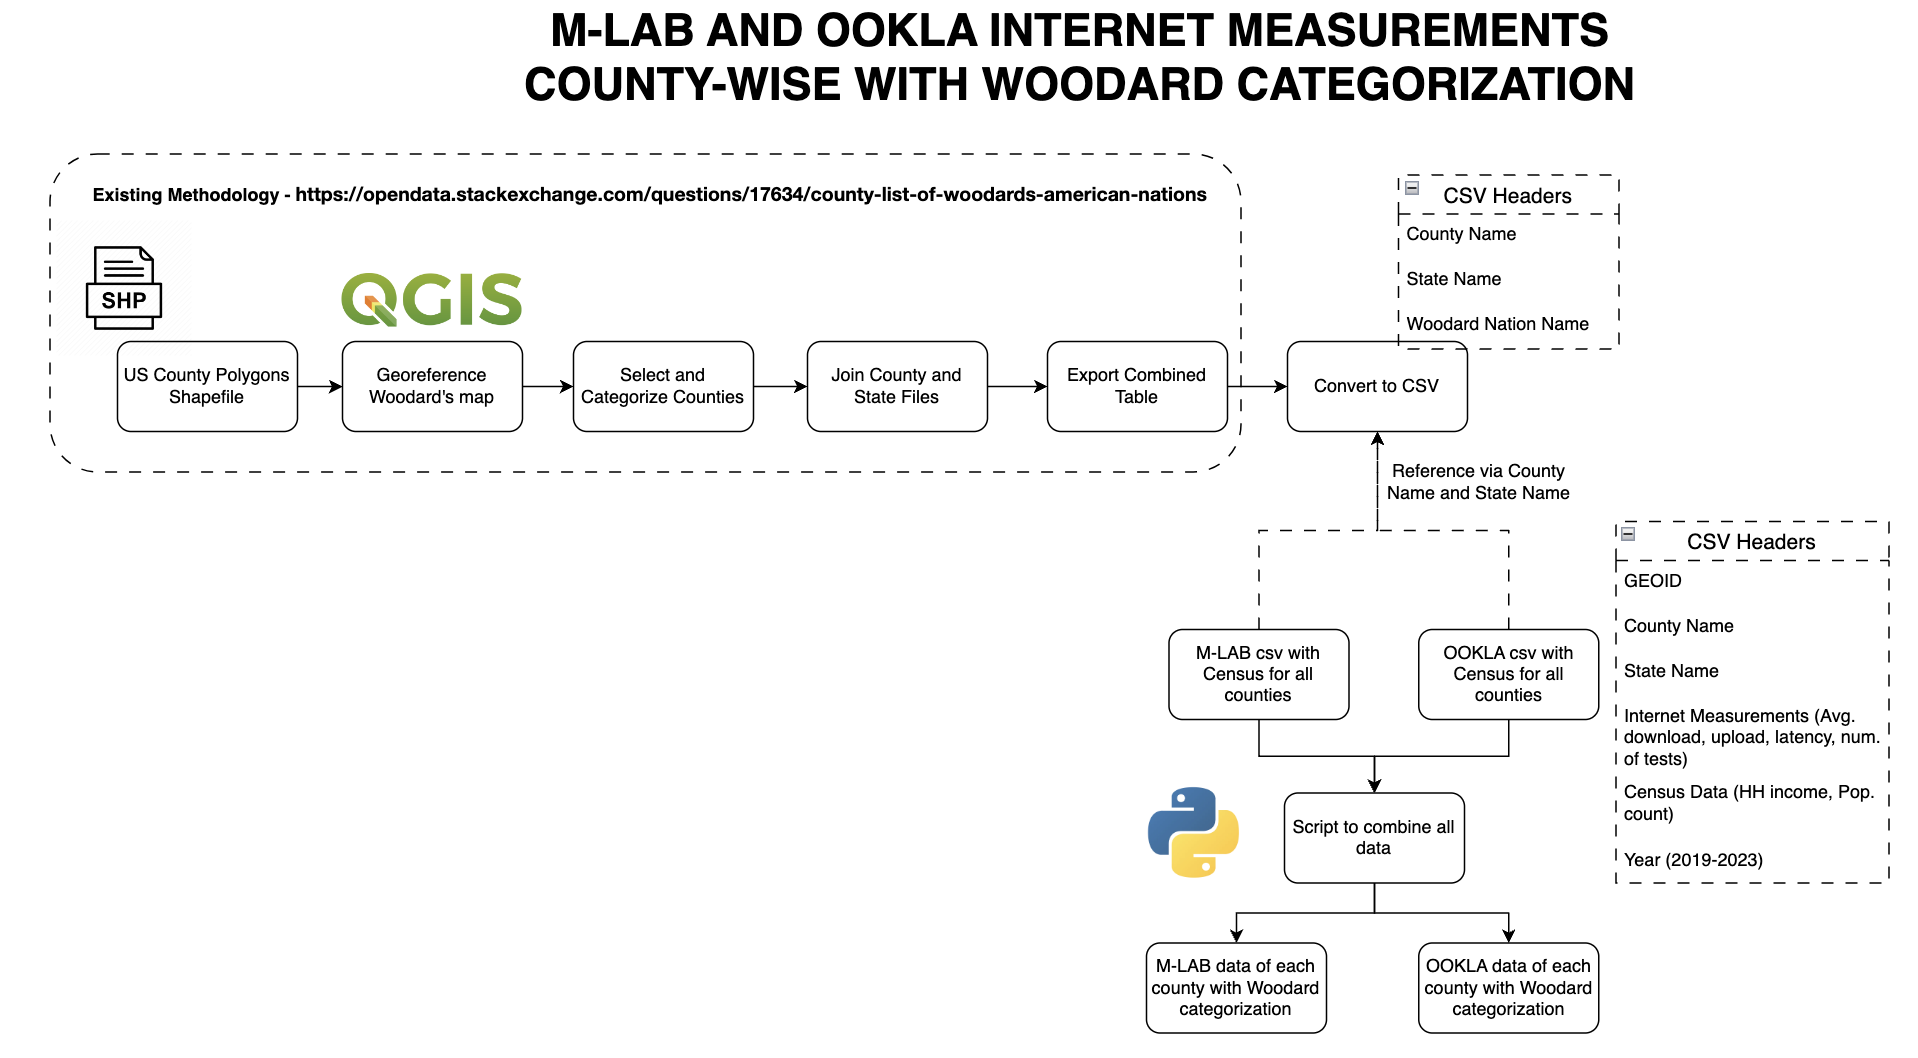 M-LAB AND OOKLA INTERNET MEASUREMENTS
COUNTY-WISE WITH WOODARD CATEGORIZATION
Existing Methodology - https://opendata.stackexchange.com/questions/17634/county-list-of-woodards-american-nations
SHP
QGIS
US County Polygons
Shapefile
Georeference
Woodard's map
Select and
Categorize Counties
Join County and
State Files
Export Combined
Table
Convert to CSV
CSV Headers
County Name
State Name
Woodard Nation Name
Reference via County
Name and State Name
M-LAB csv with
Census for all
counties
OOKLA csv with
Census for all
counties
CSV Headers
GEOID
County Name
State Name
Internet Measurements (Avg.
download, upload, latency, num.
of tests)
Census Data (HH income, Pop.
count)
Year (2019-2023)
Script to combine all
data
M-LAB data of each
county with Woodard
categorization
OOKLA data of each
county with Woodard
categorization